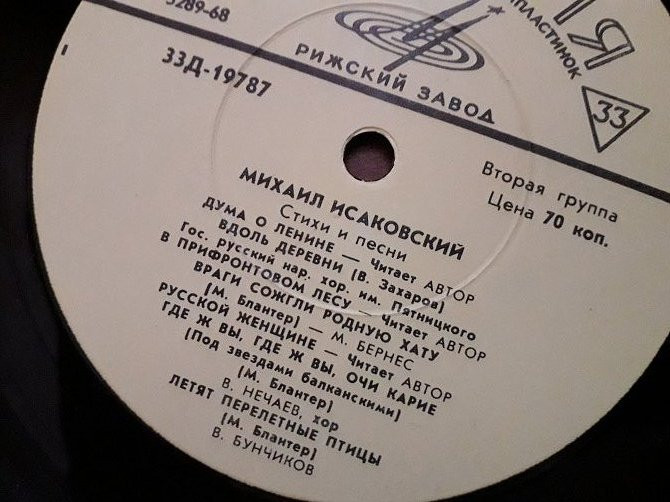 5289-68
ПЛАСТИНОК
ИЯ
РИЖСКИЙ ЗАВОД
33
I
33Д-19787
Вторая группа
Цена 70 коп.
МИХАИЛ ИСАКОВСКИЙ
Стихи и песни
ДУМА О ЛЕНИНЕ — Читает АВТОР
ВДОЛЬ ДЕРЕВНИ (В. Захаров)
Гос. русский нар. хор. им. Пятницкого
В ПРИФРОНТОВОМ ЛЕСУ — Читает АВТОР
ВРАГИ СОЖГЛИ РОДНУЮ ХАТУ
(М. Блантер) — М. БЕРНЕС
РУССКОЙ ЖЕНЩИНЕ — Читает АВТОР
ГДЕ Ж ВЫ, ГДЕ Ж ВЫ, ОЧИ КАРИЕ
(Под звездами балканскими)
(М. Блантер)
В. НЕЧАЕВ, хор
ЛЕТЯТ ПЕРЕЛЕТНЫЕ ПТИЦЫ
(М. Блантер)
В. БУНЧИКОВ